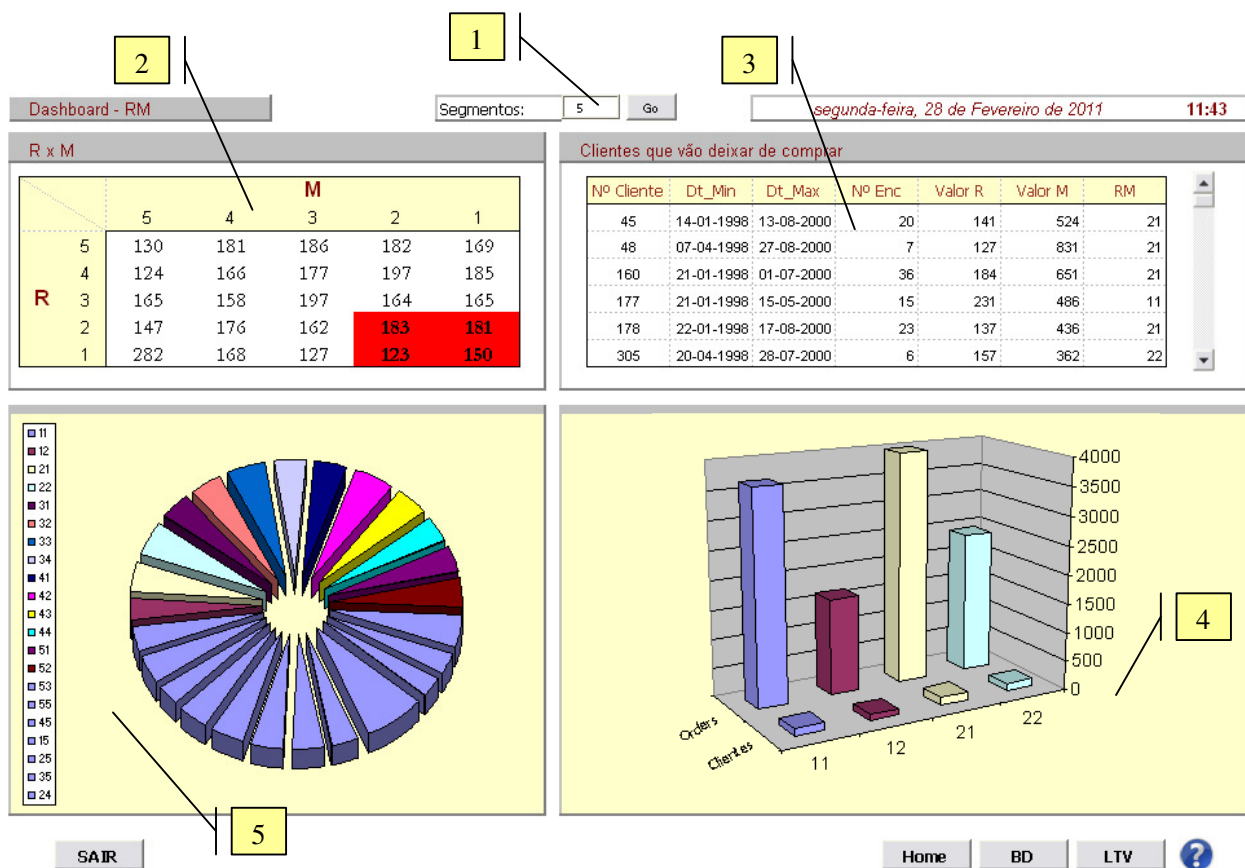 1
2
3
Dashboard - RM
Segmentos: 5 Go
segunda-feira, 28 de Fevereiro de 2011 11:43
R x M
M
5 4 3 2 1
5 130 181 186 182 169
4 124 166 177 197 185
R 3 165 158 197 164 165
2 147 176 162 183 181
1 282 168 127 123 150
Clientes que vão deixar de comprar
Nº Cliente Dt_Min Dt_Max Nº Enc Valor R Valor M RM
45 14-01-1998 13-08-2000 20 141 524 21
48 07-04-1998 27-08-2000 7 127 831 21
160 21-01-1998 01-07-2000 36 184 651 21
177 21-01-1998 15-05-2000 15 231 486 11
178 22-01-1998 17-08-2000 23 137 436 21
305 20-04-1998 28-07-2000 6 157 362 22
11
12
21
22
31
32
33
34
41
42
43
44
51
52
53
55
45
15
25
35
24
5
4000
3500
3000
2500
2000
1500
1000
500
0
Orders
Clientes
11 12 21 22
4
SAIR
Home BD LTV ?